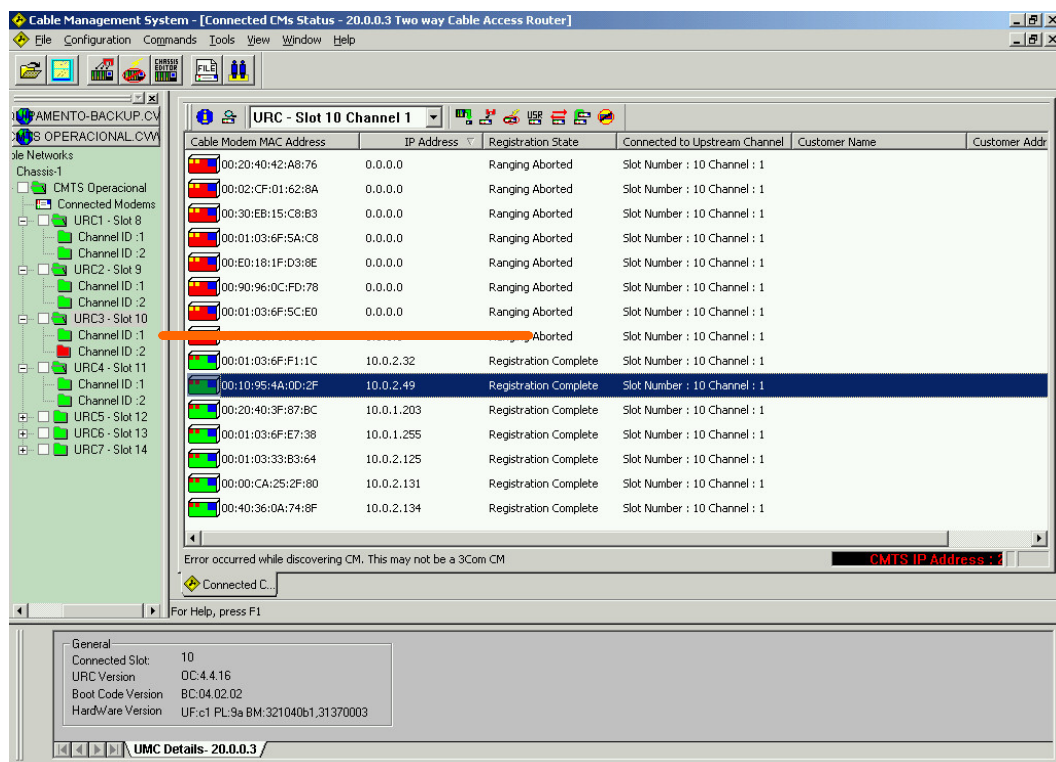 Cable Management System - [Connected CMs Status - 20.0.0.3 Two way Cable Access Router]
File Configuration Commands Tools View Window Help
CHASSIS EDITOR FILE
PAMENTO-BACKUP.CV
S OPERACIONAL.CVW
ble Networks
Chassis-1
CMTS Operacional
Connected Modems
URC1 - Slot 8
Channel ID :1
Channel ID :2
URC2 - Slot 9
Channel ID :1
Channel ID :2
URC3 - Slot 10
Channel ID :1
Channel ID :2
URC4 - Slot 11
Channel ID :1
Channel ID :2
URC5 - Slot 12
URC6 - Slot 13
URC7 - Slot 14
URC - Slot 10 Channel 1 USR
Cable Modem MAC Address IP Address Registration State Connected to Upstream Channel Customer Name Customer Addr
00:20:40:42:A8:76 0.0.0.0 Ranging Aborted Slot Number : 10 Channel : 1
00:02:CF:01:62:8A 0.0.0.0 Ranging Aborted Slot Number : 10 Channel : 1
00:30:EB:15:C8:B3 0.0.0.0 Ranging Aborted Slot Number : 10 Channel : 1
00:01:03:6F:5A:C8 0.0.0.0 Ranging Aborted Slot Number : 10 Channel : 1
00:E0:18:1F:D3:8E 0.0.0.0 Ranging Aborted Slot Number : 10 Channel : 1
00:90:96:0C:FD:78 0.0.0.0 Ranging Aborted Slot Number : 10 Channel : 1
00:01:03:6F:5C:E0 0.0.0.0 Ranging Aborted Slot Number : 10 Channel : 1
Ranging Aborted Slot Number : 10 Channel : 1
00:01:03:6F:F1:1C 10.0.2.32 Registration Complete Slot Number : 10 Channel : 1
00:10:95:4A:0D:2F 10.0.2.49 Registration Complete Slot Number : 10 Channel : 1
00:20:40:3F:87:BC 10.0.1.203 Registration Complete Slot Number : 10 Channel : 1
00:01:03:6F:E7:38 10.0.1.255 Registration Complete Slot Number : 10 Channel : 1
00:01:03:33:B3:64 10.0.2.125 Registration Complete Slot Number : 10 Channel : 1
00:00:CA:25:2F:80 10.0.2.131 Registration Complete Slot Number : 10 Channel : 1
00:40:36:0A:74:8F 10.0.2.134 Registration Complete Slot Number : 10 Channel : 1
Error occurred while discovering CM. This may not be a 3Com CM CMTS IP Address : 2
Connected C...
For Help, press F1
General
Connected Slot: 10
URC Version OC:4.4.16
Boot Code Version BC:04.02.02
HardWare Version UF:c1 PL:9a BM:321040b1,31370003
UMC Details- 20.0.0.3